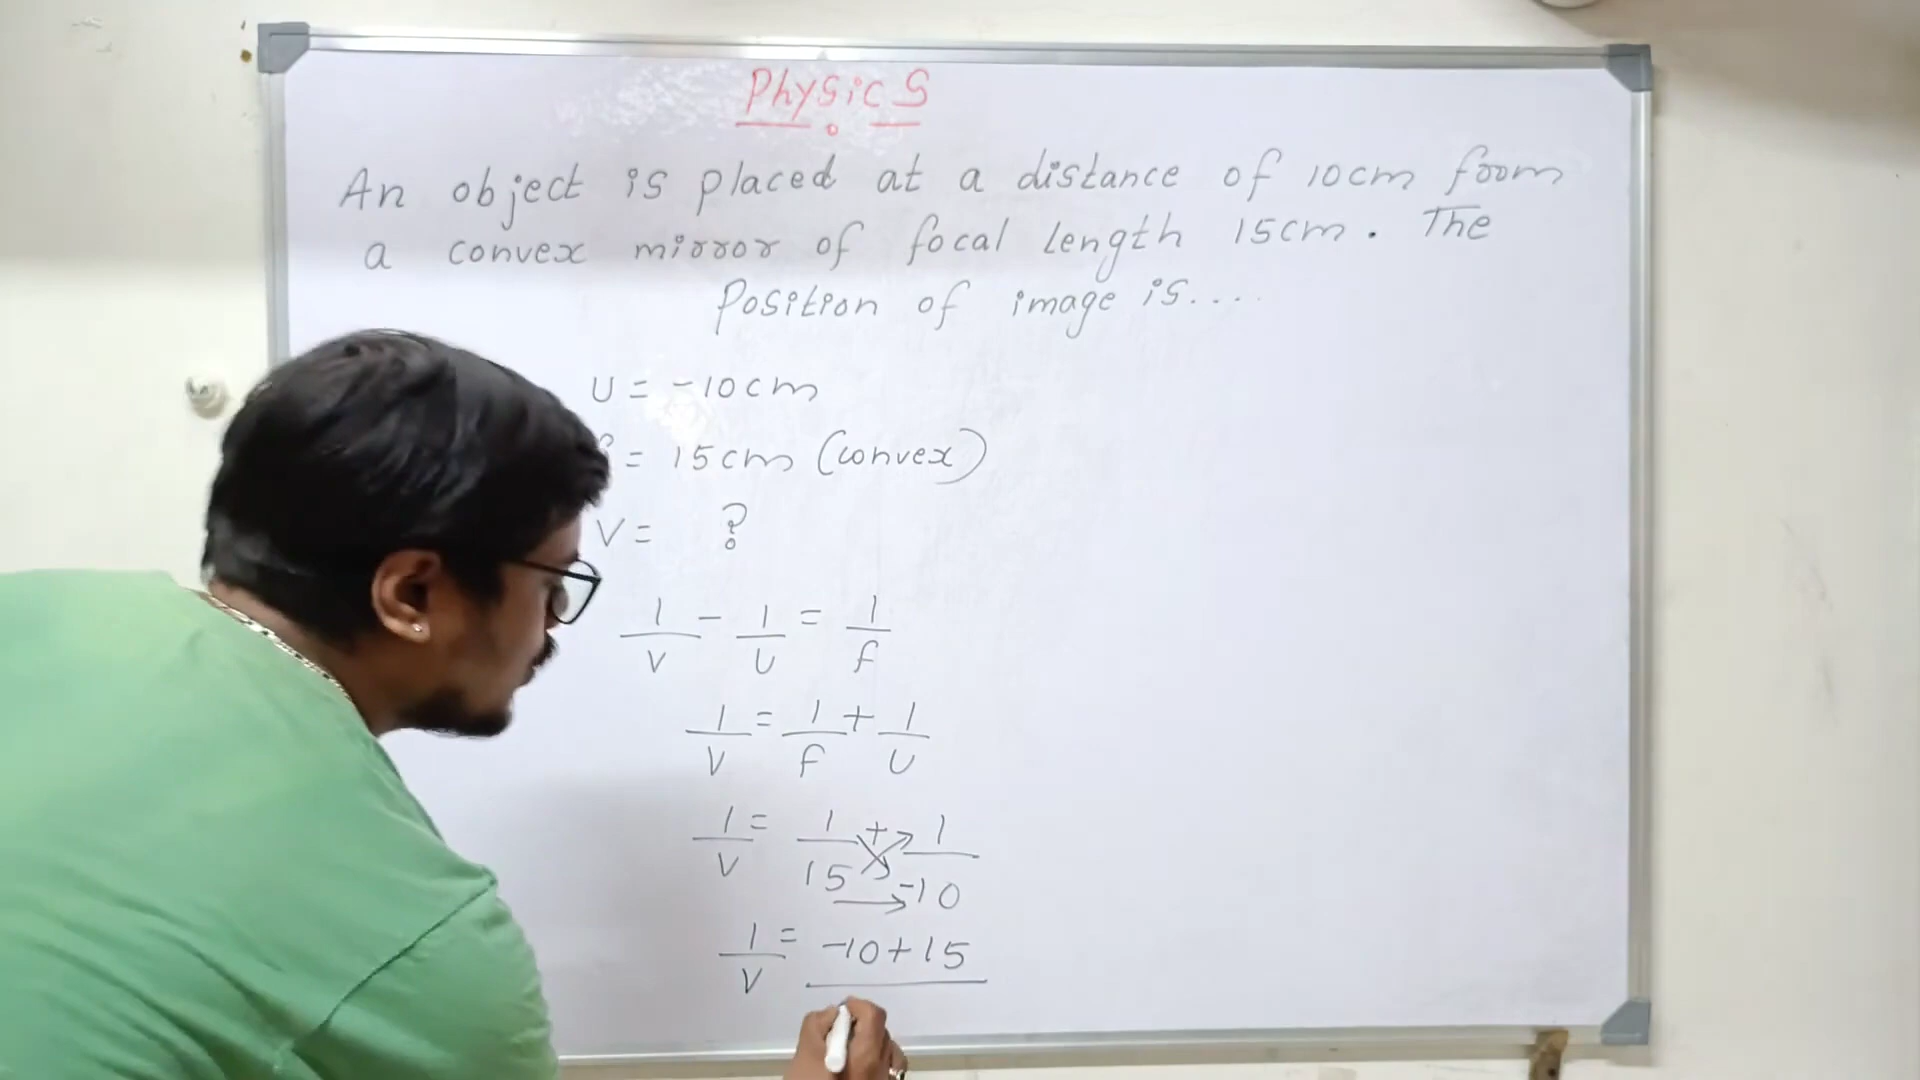 Physics
An object is placed at a distance of 10cm from
a convex mirror of focal length 15cm. The
Position of image is....
U = -10cm
= 15cm (convex)
V = ?
1/V - 1/U = 1/f
1/V = 1/f + 1/U
1/V = 1/15 + 1/-10
1/V = -10+15